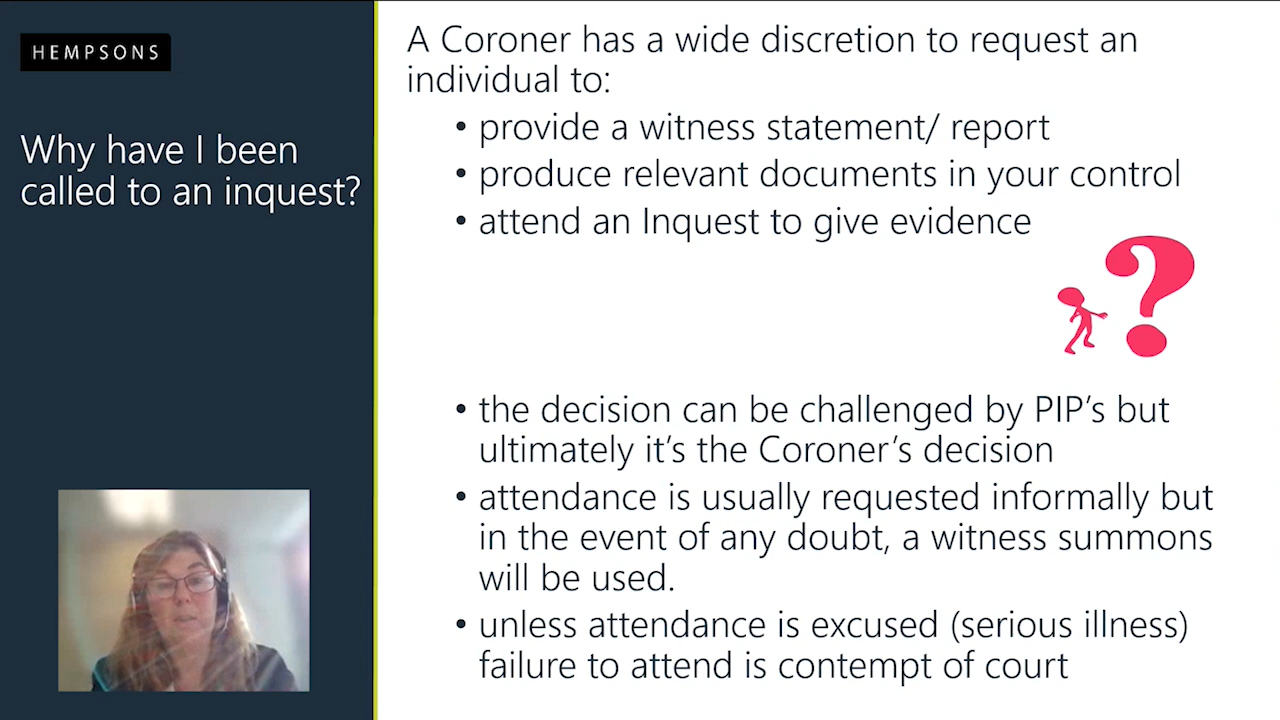 HEMPSONS
Why have I been
called to an inquest?
A Coroner has a wide discretion to request an
individual to:
• provide a witness statement/ report
• produce relevant documents in your control
• attend an Inquest to give evidence
?
• the decision can be challenged by PIP's but
ultimately it's the Coroner's decision
• attendance is usually requested informally but
in the event of any doubt, a witness summons
will be used.
• unless attendance is excused (serious illness)
failure to attend is contempt of court